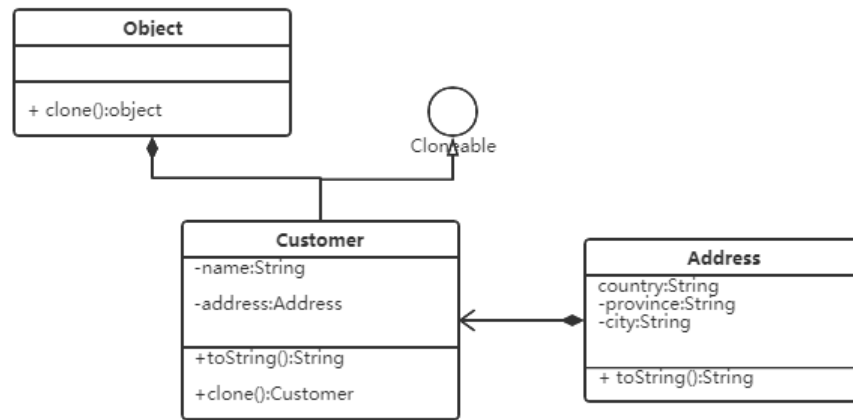 Object
+ clone():object
Cloneable
Customer
-name:String
-address:Address
+toString():String
+clone():Customer
Address
country:String
-province:String
-city:String
+ toString():String